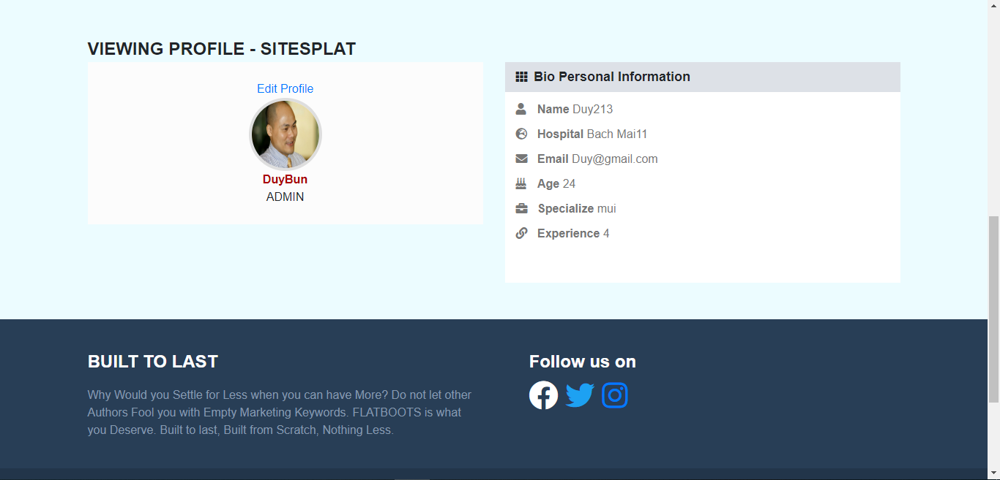 VIEWING PROFILE - SITESPLAT
Edit Profile
DuyBun
ADMIN
Bio Personal Information
Name Duy213
Hospital Bach Mai11
Email Duy@gmail.com
Age 24
Specialize mui
Experience 4
BUILT TO LAST
Why Would you Settle for Less when you can have More? Do not let other
Authors Fool you with Empty Marketing Keywords. FLATBOOTS is what
you Deserve. Built to last, Built from Scratch, Nothing Less.
Follow us on